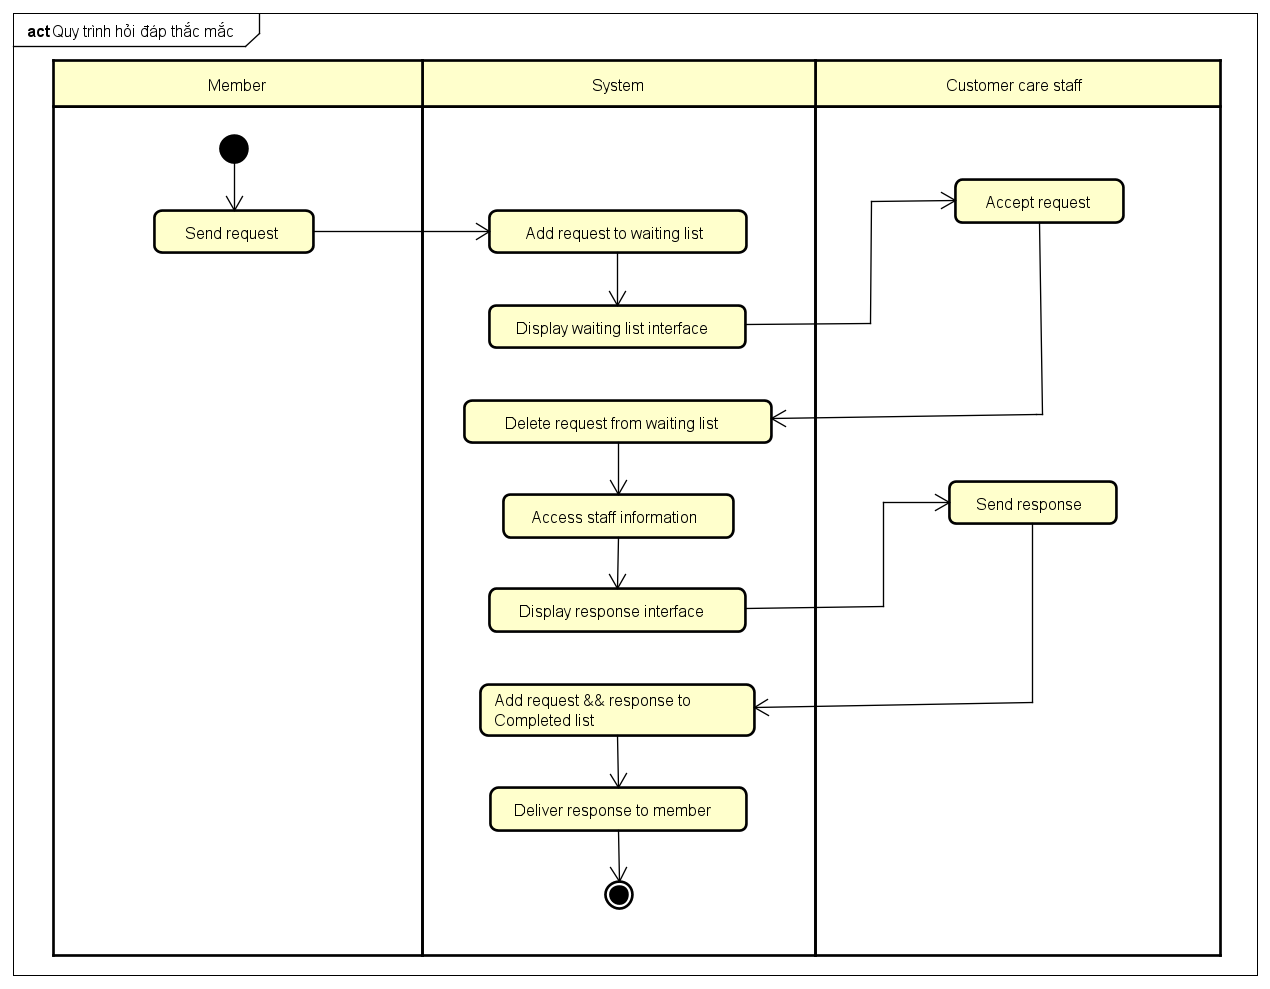 act Quy trình hỏi đáp thắc mắc
Member
System
Customer care staff
Send request
Add request to waiting list
Accept request
Display waiting list interface
Delete request from waiting list
Access staff information
Send response
Display response interface
Add request && response to
Completed list
Deliver response to member